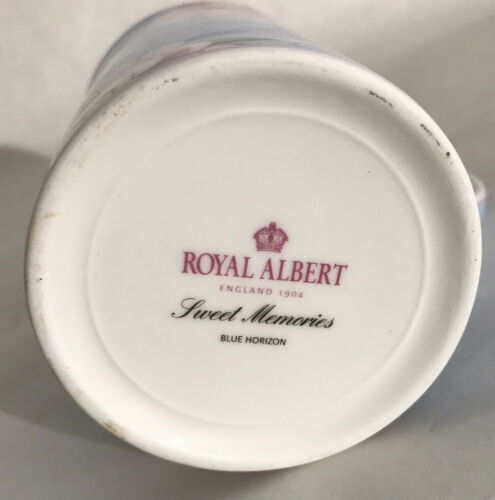 ROYAL ALBERT
ENGLAND 1904
Sweet Memories
BLUE HORIZON